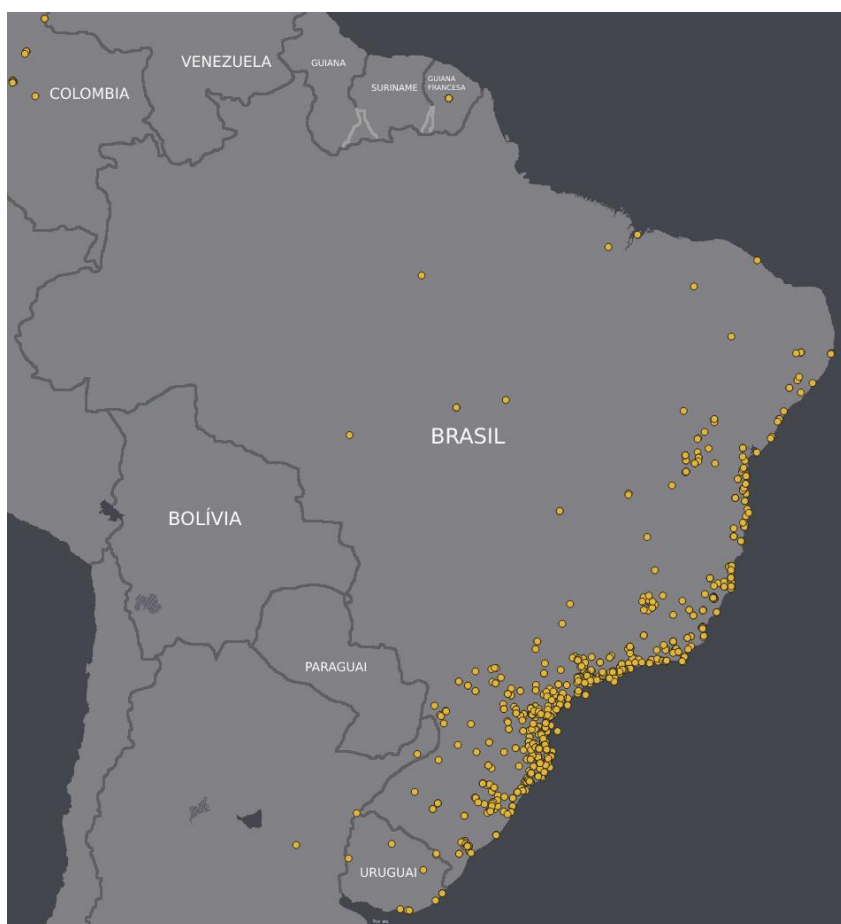 VENEZUELA
GUIANA
COLOMBIA
SURINAME
GUIANA
FRANCESA
BRASIL
BOLÍVIA
PARAGUAI
URUGUAI